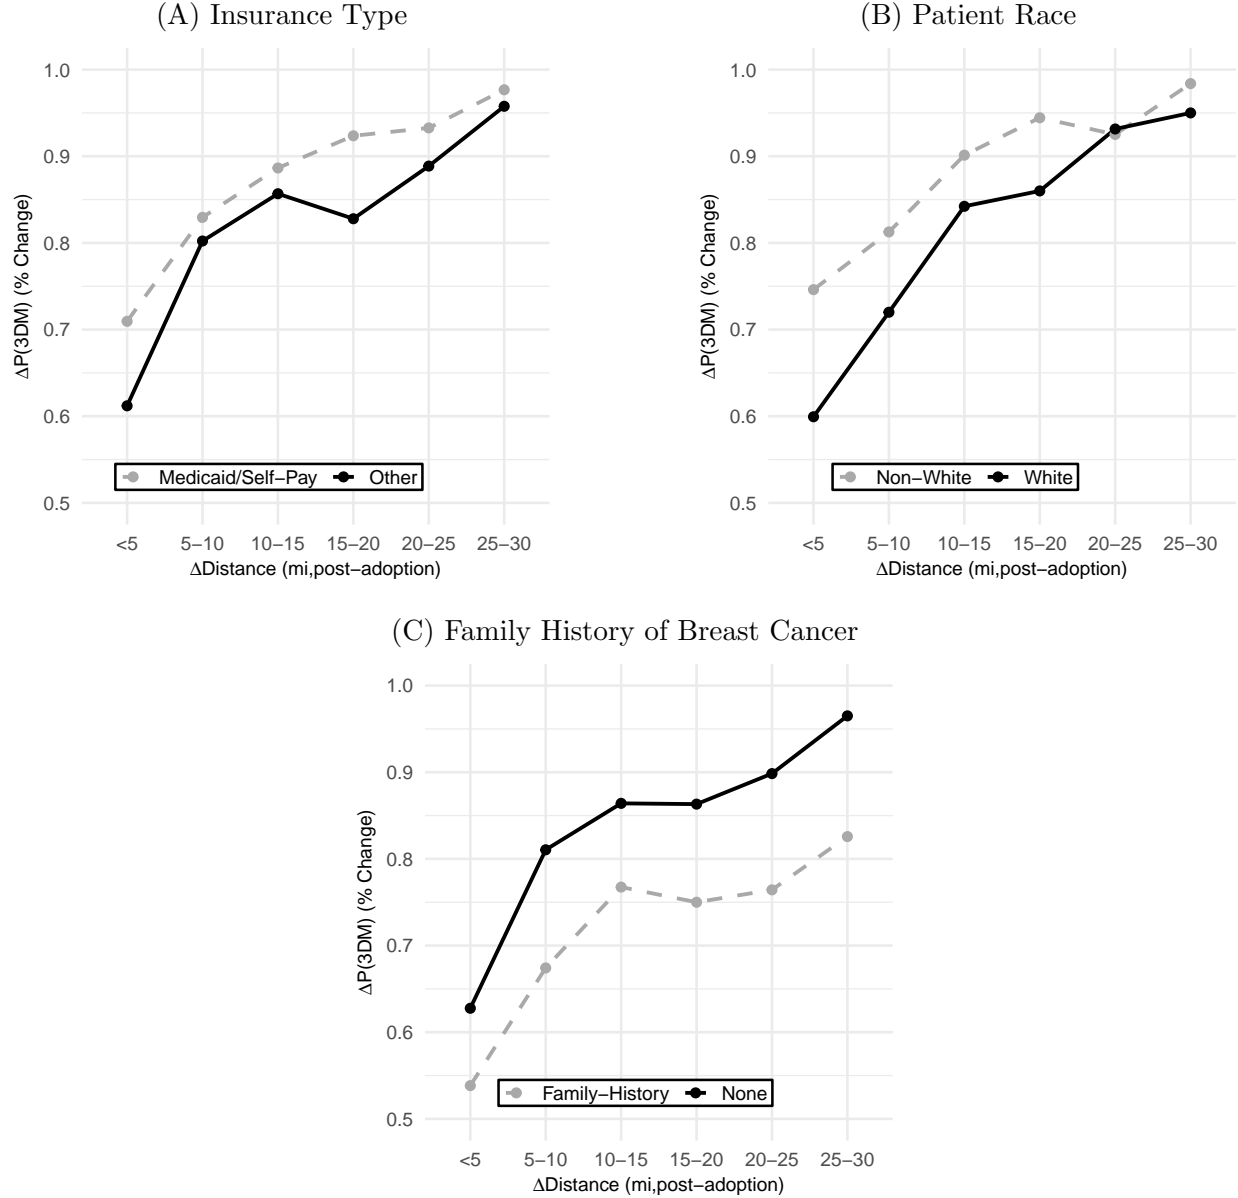 (A) Insurance Type
1.0
0.9
0.8
0.7
0.6
0.5
ΔP(3DM) (% Change)
Medicaid/Self−Pay Other
<5 5−10 10−15 15−20 20−25 25−30
ΔDistance (mi,post−adoption)
(B) Patient Race
1.0
0.9
0.8
0.7
0.6
0.5
ΔP(3DM) (% Change)
Non−White White
<5 5−10 10−15 15−20 20−25 25−30
ΔDistance (mi,post−adoption)
(C) Family History of Breast Cancer
1.0
0.9
0.8
0.7
0.6
0.5
ΔP(3DM) (% Change)
Family−History None
<5 5−10 10−15 15−20 20−25 25−30
ΔDistance (mi,post−adoption)